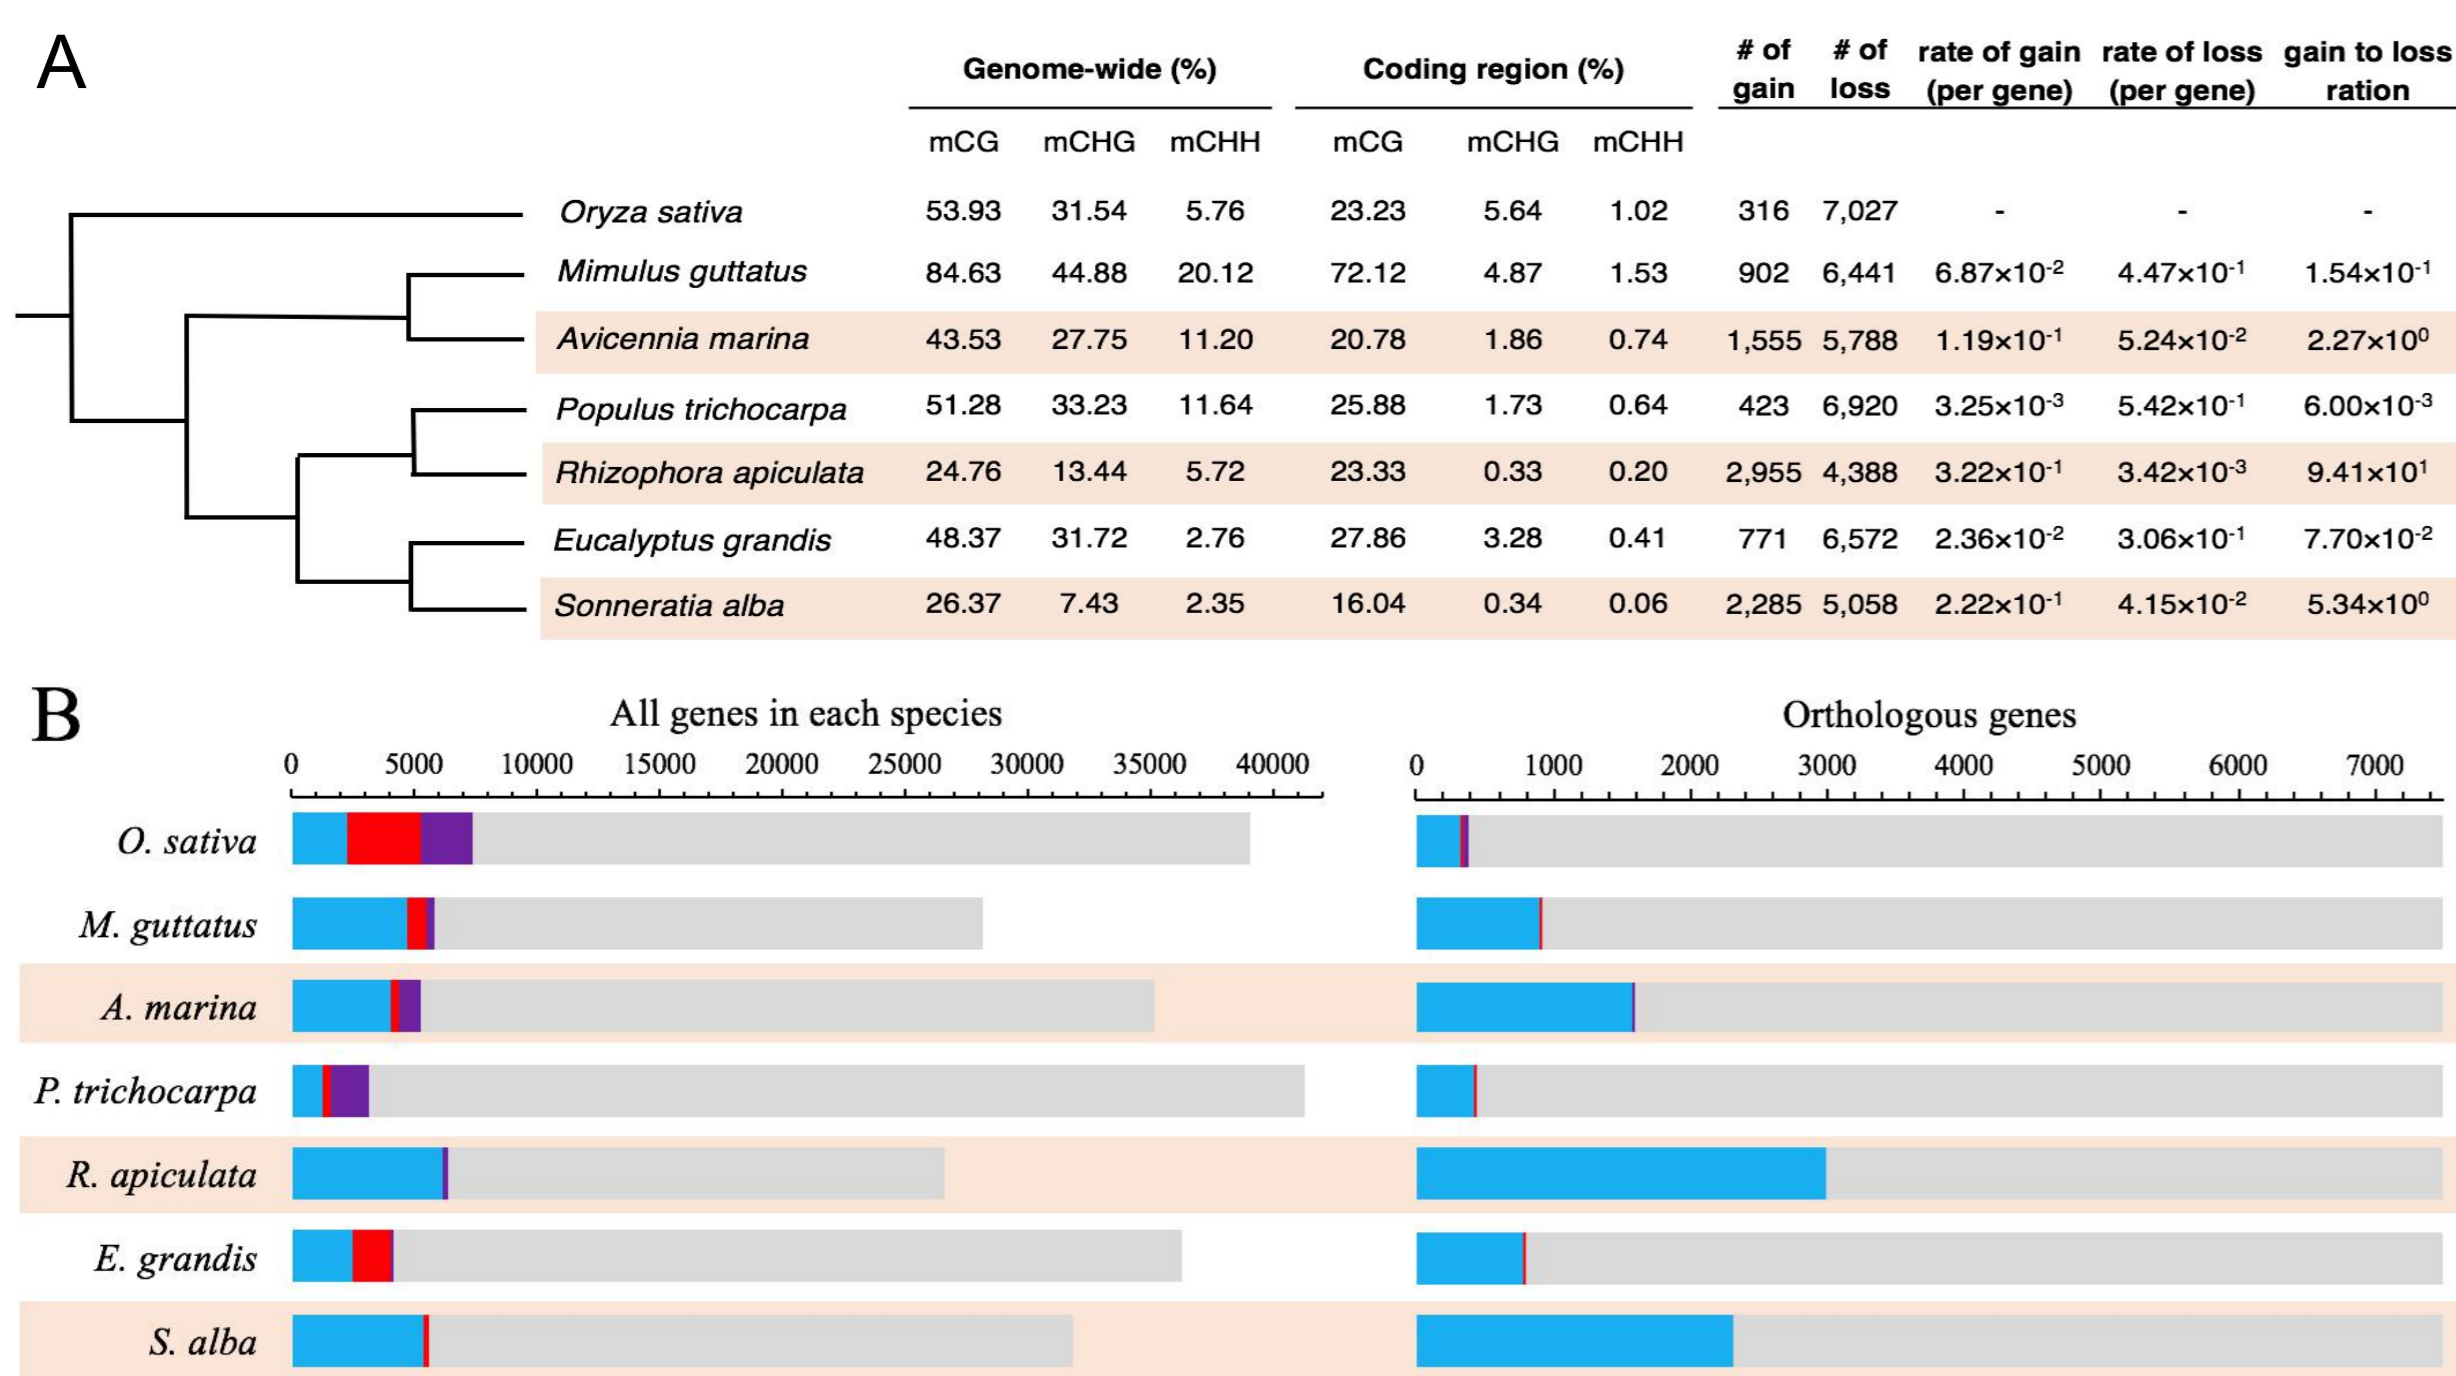 A
Genome-wide (%) Coding region (%) # of gain # of loss rate of gain (per gene) rate of loss (per gene) gain to loss ration
mCG mCHG mCHH mCG mCHG mCHH
Oryza sativa 53.93 31.54 5.76 23.23 5.64 1.02 316 7,027 - - -
Mimulus guttatus 84.63 44.88 20.12 72.12 4.87 1.53 902 6,441 6.87×10⁻² 4.47×10⁻¹ 1.54×10⁻¹
Avicennia marina 43.53 27.75 11.20 20.78 1.86 0.74 1,555 5,788 1.19×10⁻¹ 5.24×10⁻² 2.27×10⁰
Populus trichocarpa 51.28 33.23 11.64 25.88 1.73 0.64 423 6,920 3.25×10⁻³ 5.42×10⁻¹ 6.00×10⁻³
Rhizophora apiculata 24.76 13.44 5.72 23.33 0.33 0.20 2,955 4,388 3.22×10⁻¹ 3.42×10⁻³ 9.41×10¹
Eucalyptus grandis 48.37 31.72 2.76 27.86 3.28 0.41 771 6,572 2.36×10⁻² 3.06×10⁻¹ 7.70×10⁻²
Sonneratia alba 26.37 7.43 2.35 16.04 0.34 0.06 2,285 5,058 2.22×10⁻¹ 4.15×10⁻² 5.34×10⁰
B
All genes in each species Orthologous genes
0 5000 10000 15000 20000 25000 30000 35000 40000 0 1000 2000 3000 4000 5000 6000 7000
O. sativa
M. guttatus
A. marina
P. trichocarpa
R. apiculata
E. grandis
S. alba